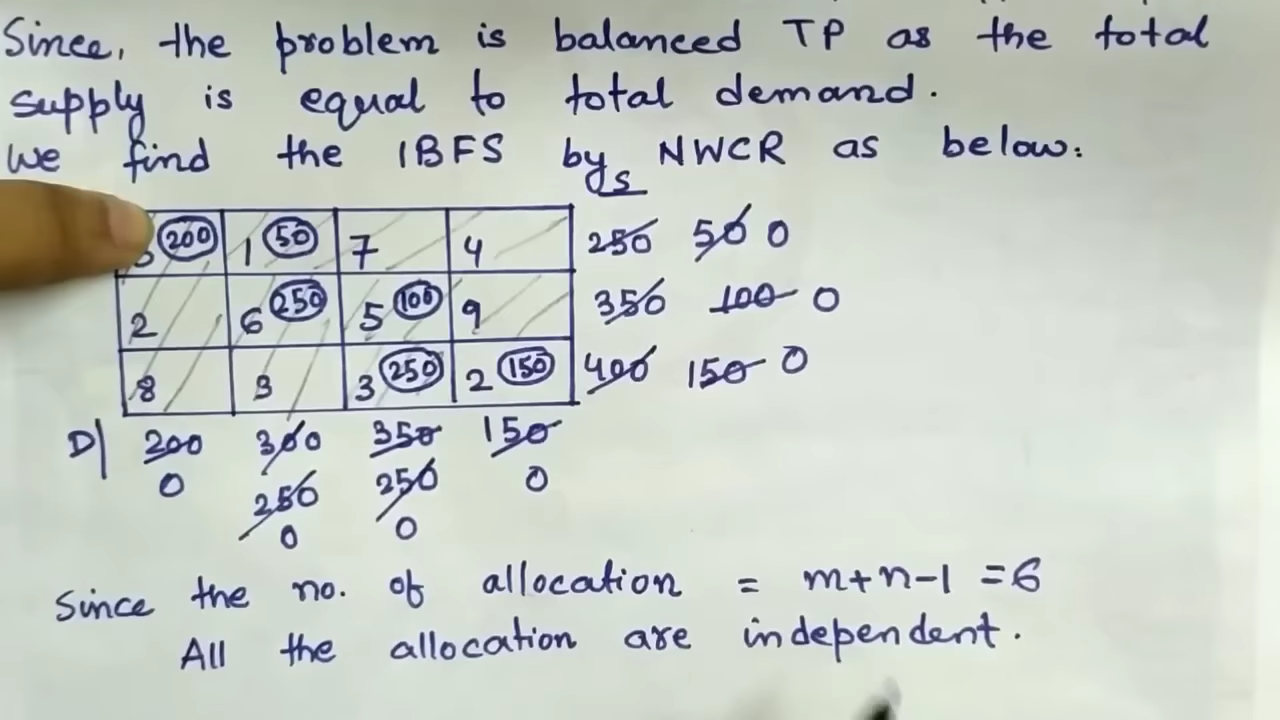 Since, the problem is balanced TP as the total
supply is equal to total demand.
We find the IBFS by NWCR as below:
S
200 1 50 7 4 250 50 0
2 6 250 5 100 9 350 100 0
8 3 3 250 2 150 400 150 0
D| 200 300 350 150
0 250 250 0
0 0
Since the no. of allocation = m+n-1 = 6
All the allocation are independent.